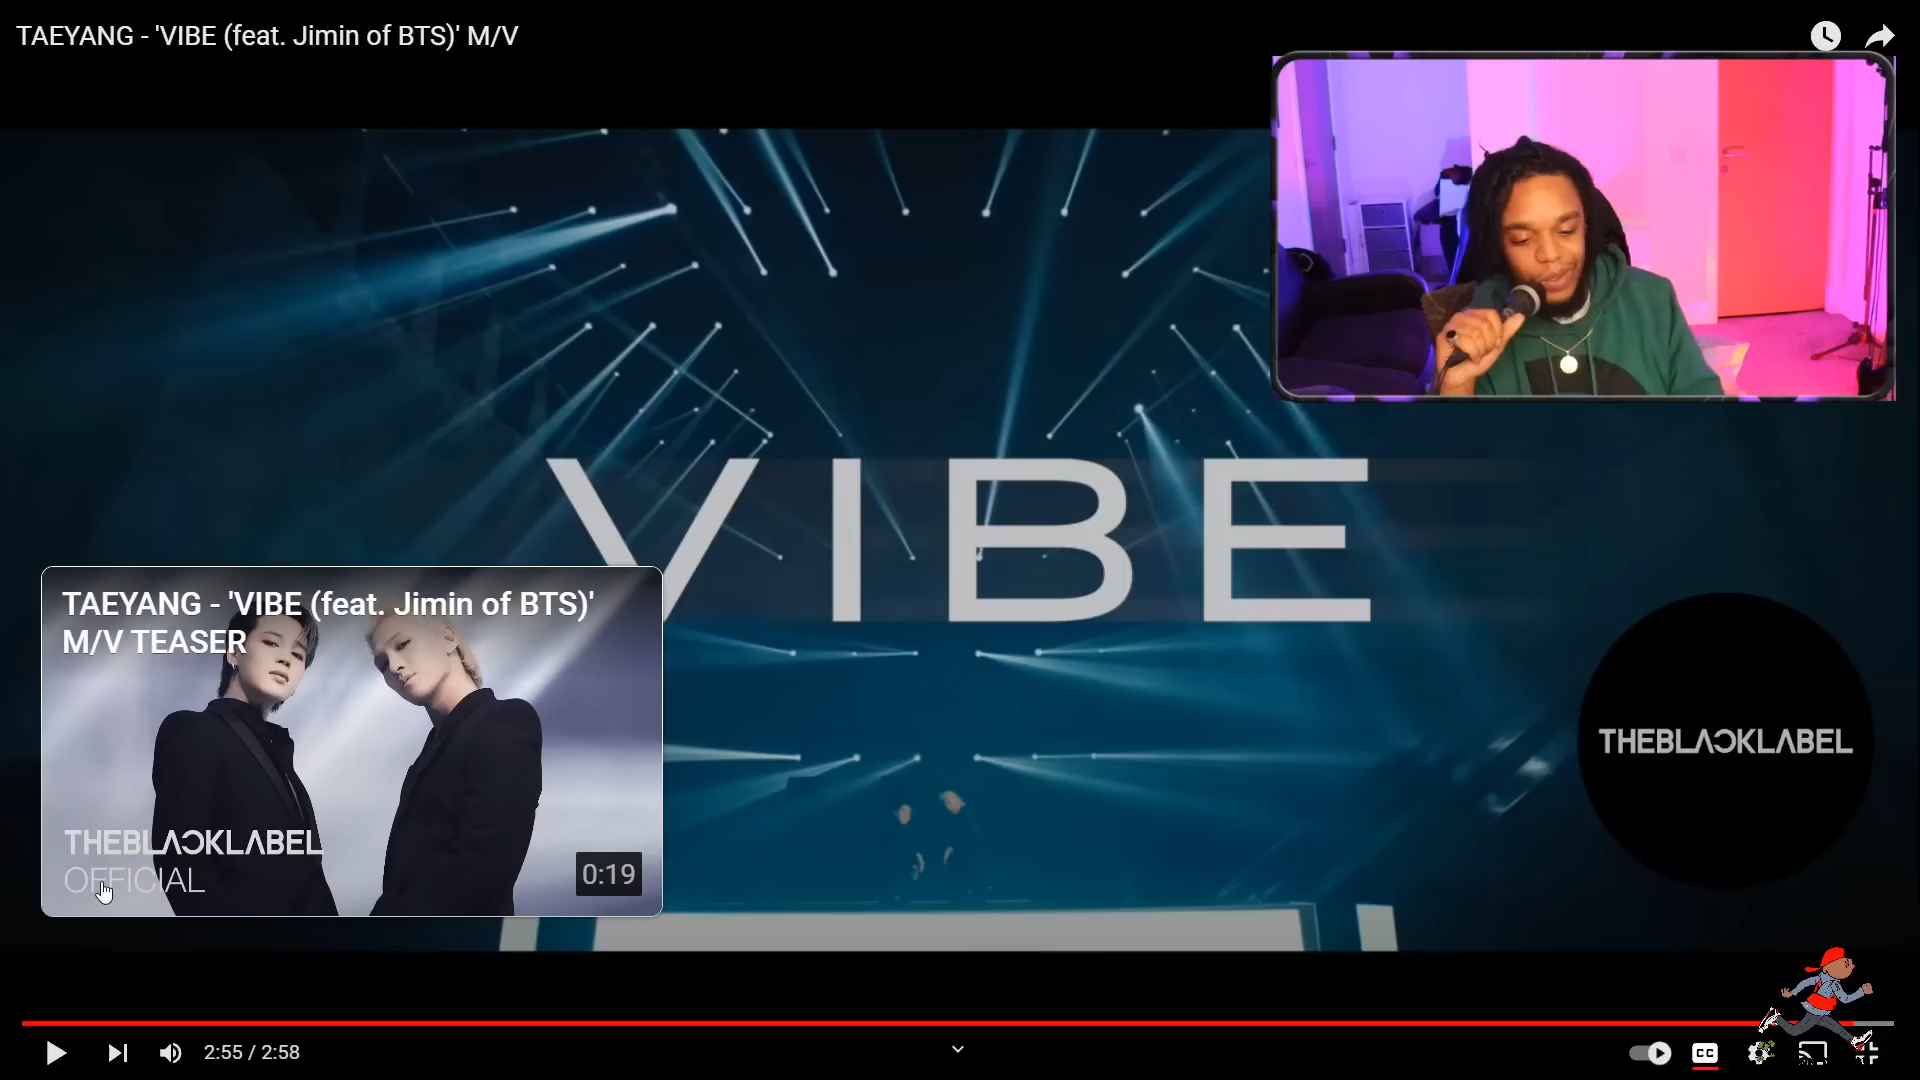 TAEYANG - 'VIBE (feat. Jimin of BTS)' M/V
VIBE
TAEYANG - 'VIBE (feat. Jimin of BTS)'
M/V TEASER
THEBLACKLABEL
OFFICIAL
0:19
THEBLACKLABEL
2:55 / 2:58
CC